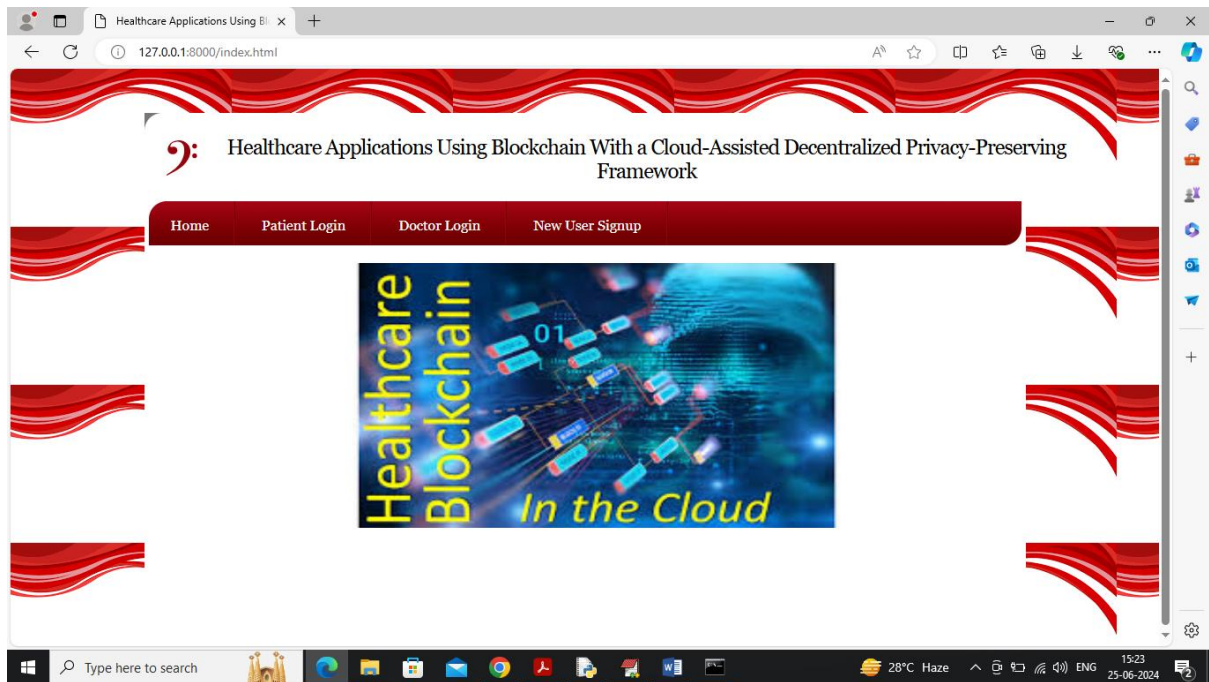 Healthcare Applications Using Bl
127.0.0.1:8000/index.html
Healthcare Applications Using Blockchain With a Cloud-Assisted Decentralized Privacy-Preserving
Framework
Home Patient Login Doctor Login New User Signup
Healthcare
Blockchain
01
In the Cloud
Type here to search
28°C Haze
ENG
15:23
25-06-2024
2